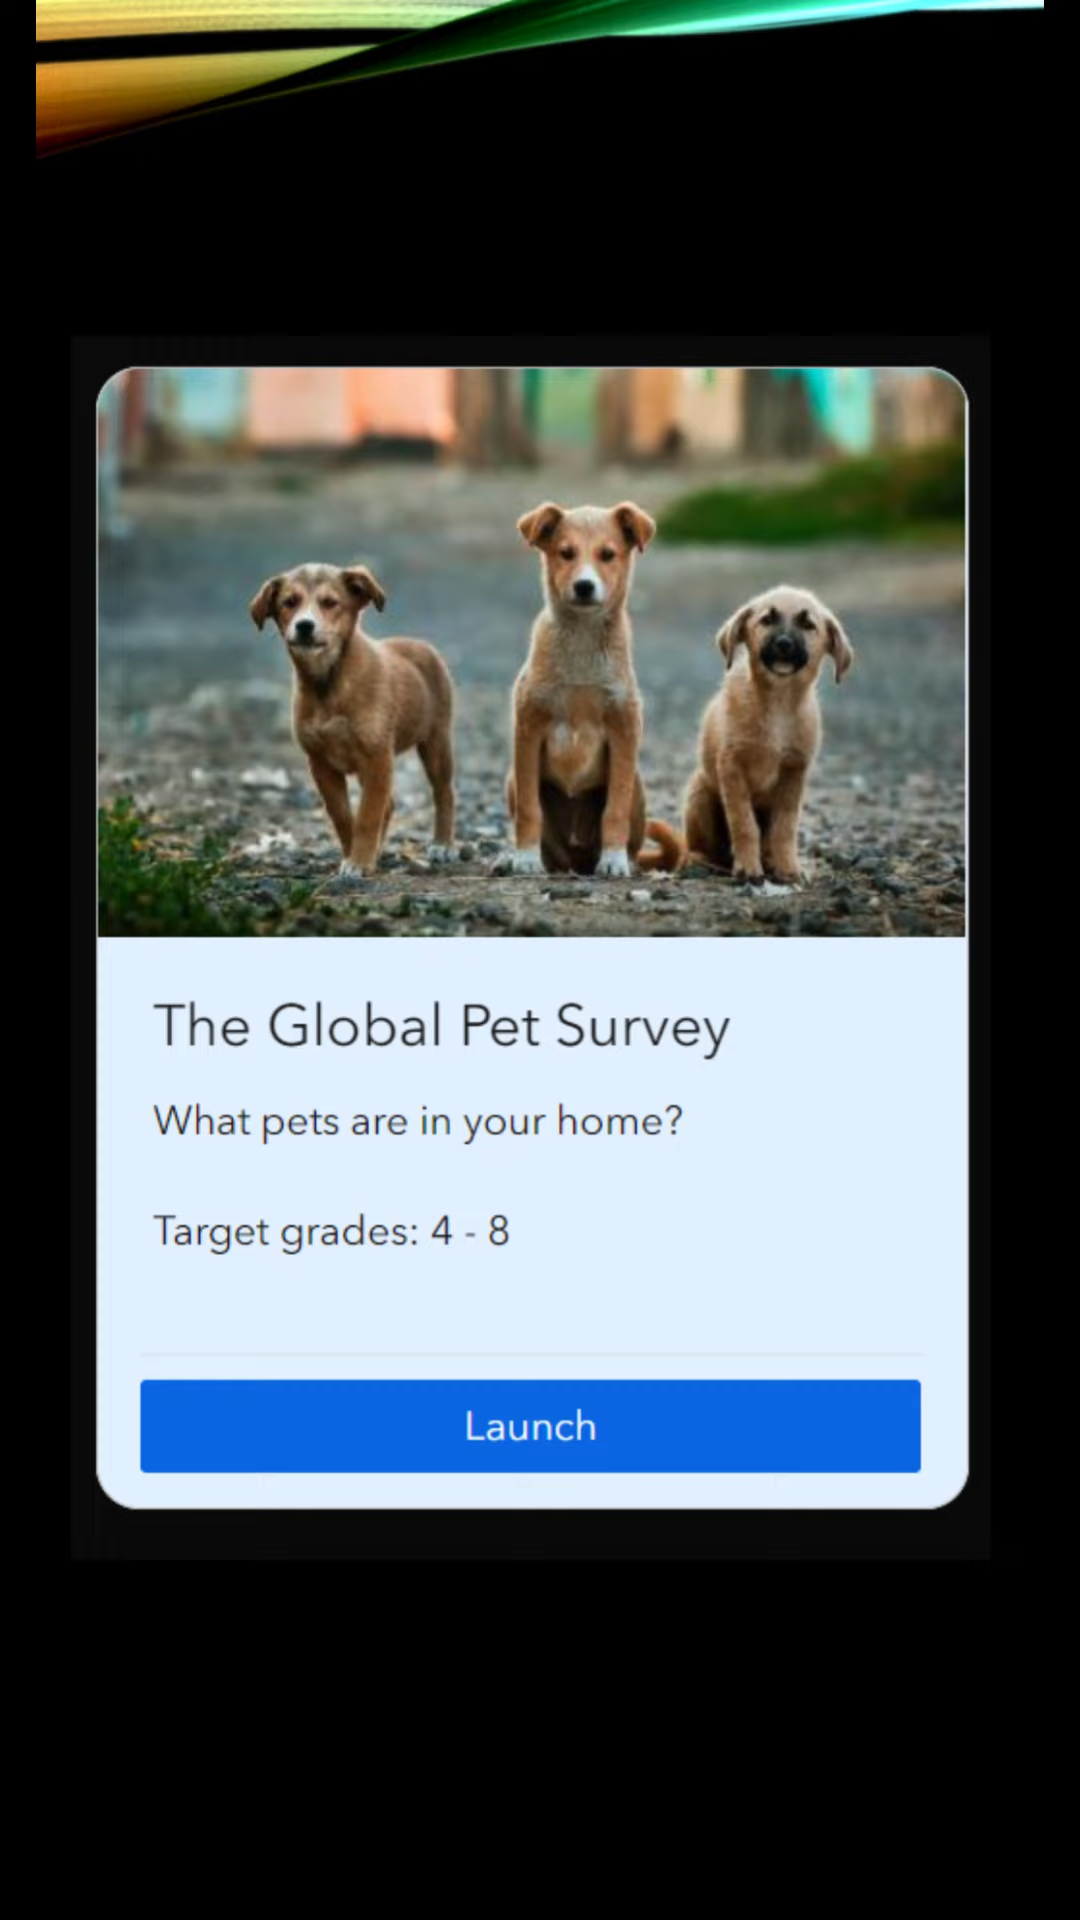 The Global Pet Survey
What pets are in your home?
Target grades: 4 - 8
Launch